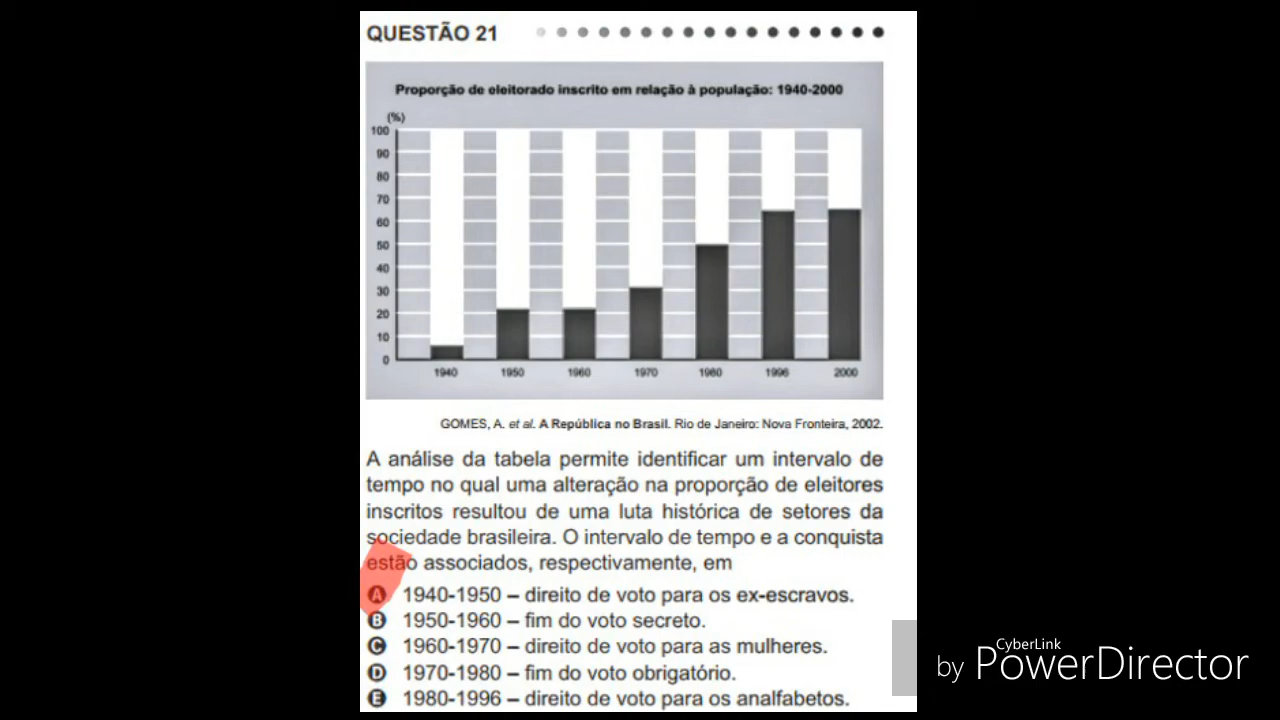 QUESTÃO 21
Proporção de eleitorado inscrito em relação à população: 1940-2000
(%)
100
90
80
70
60
50
40
30
20
10
0
1940 1950 1960 1970 1980 1996 2000
GOMES, A. et al. A República no Brasil. Rio de Janeiro: Nova Fronteira, 2002.
A análise da tabela permite identificar um intervalo de
tempo no qual uma alteração na proporção de eleitores
inscritos resultou de uma luta histórica de setores da
sociedade brasileira. O intervalo de tempo e a conquista
estão associados, respectivamente, em
A 1940-1950 – direito de voto para os ex-escravos.
B 1950-1960 – fim do voto secreto.
C 1960-1970 – direito de voto para as mulheres.
D 1970-1980 – fim do voto obrigatório.
E 1980-1996 – direito de voto para os analfabetos.
CyberLink
by PowerDirector